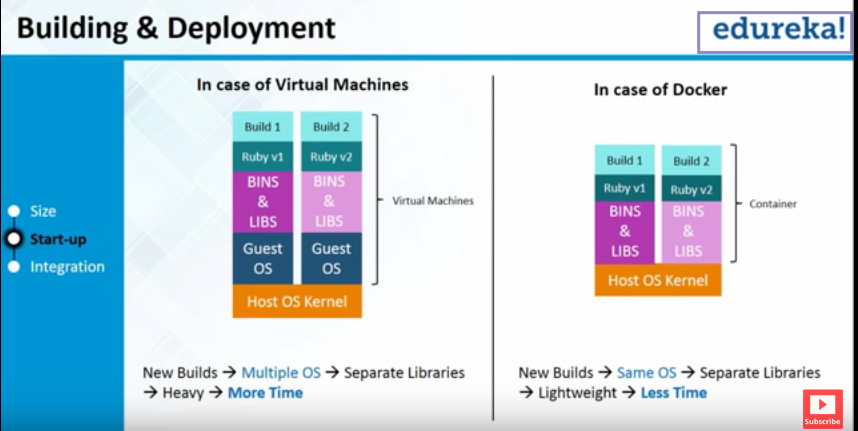 Building & Deployment
edureka!
Size
Start-up
Integration
In case of Virtual Machines
Build 1
Build 2
Ruby v1
Ruby v2
BINS
&
LIBS
BINS
&
LIBS
Guest
OS
Guest
OS
Host OS Kernel
Virtual Machines
New Builds → Multiple OS → Separate Libraries
→ Heavy → More Time
In case of Docker
Build 1
Build 2
Ruby v1
Ruby v2
BINS
&
LIBS
BINS
&
LIBS
Host OS Kernel
Container
New Builds → Same OS → Separate Libraries
→ Lightweight → Less Time
Subscribe